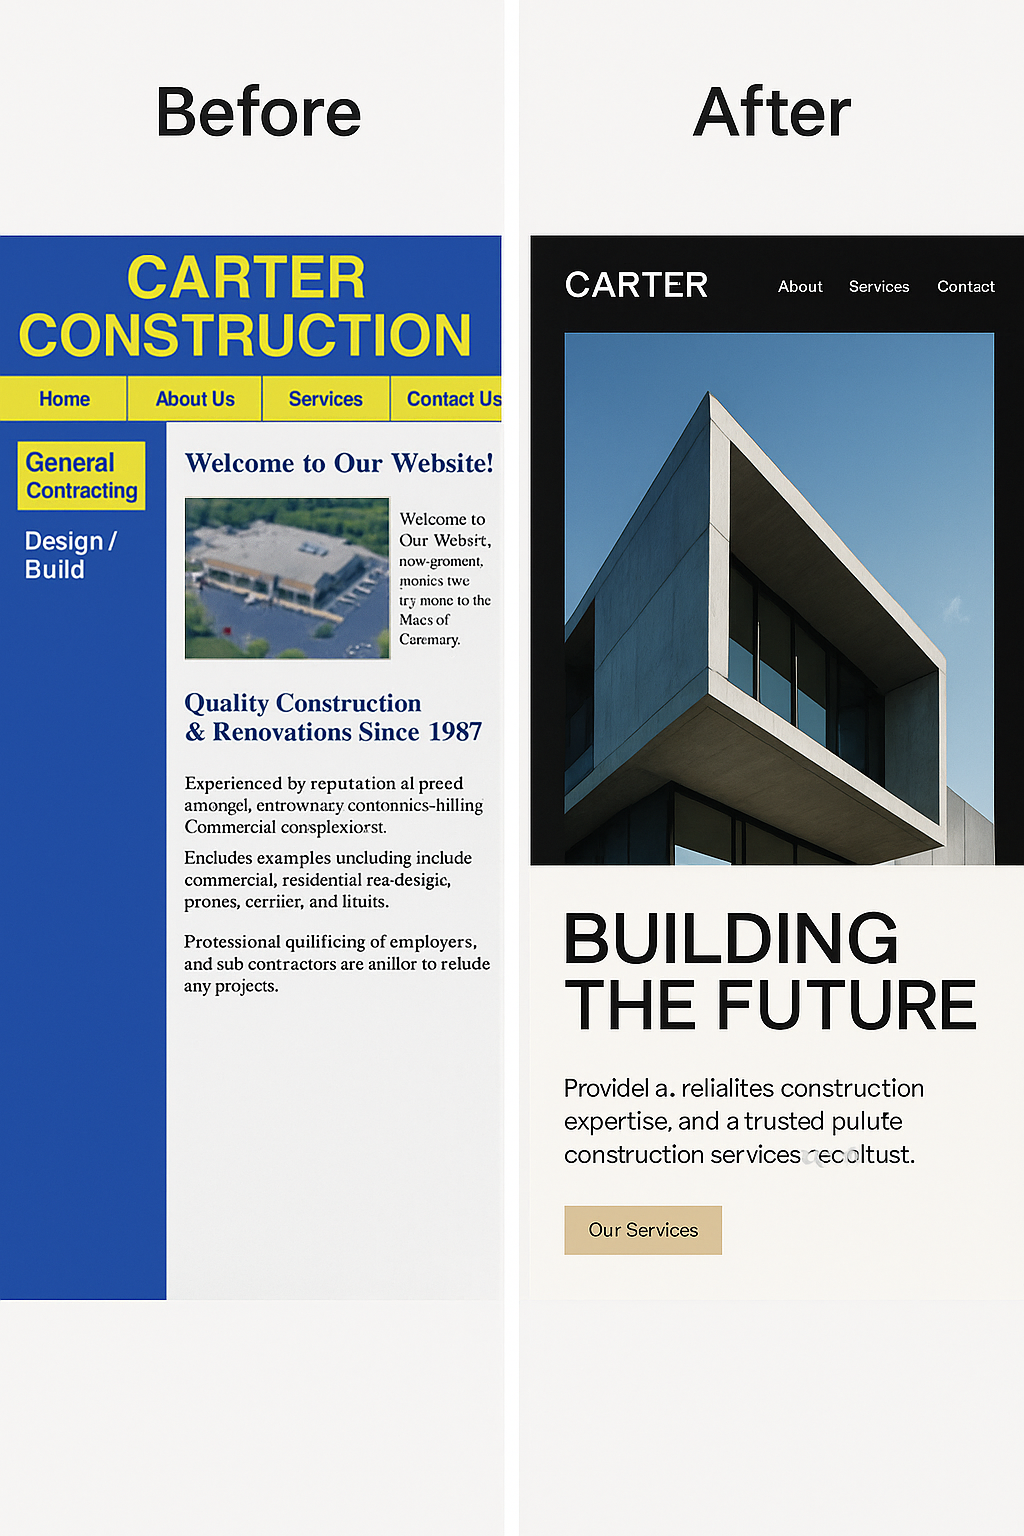 Before
CARTER
CONSTRUCTION
Home
About Us
Services
Contact Us
General
Contracting
Design /
Build
Welcome to Our Website!
Welcome to
Our Websit,
now-groment,
monics twe
try mone to the
Macs of
Caremary.
Quality Construction
& Renovations Since 1987
Experienced by reputation al preed
amongel, entrownary contonnics-hilling
Commercial consplexiorst.
Encludes examples uncluding include
commercial, residential rea-desigic,
prones, cerriier, and lituits.
Protessional quilificing of employers,
and sub contractors are anillor to relude
any projects.
After
CARTER
About
Services
Contact
BUILDING
THE FUTURE
Providel a. relialites construction
expertise, and a trusted pulufe
construction services
Our Services